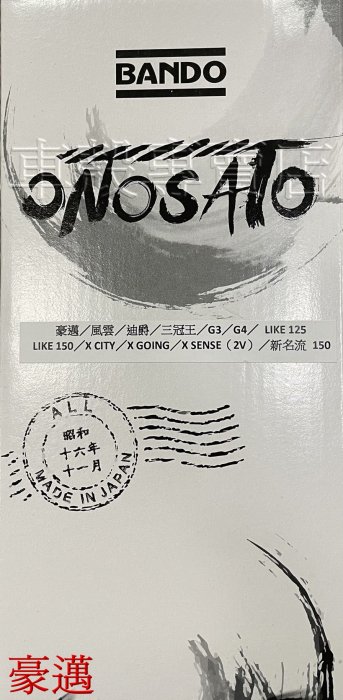 BANDO
ONOSATO
豪邁／風雲／迪爵／三冠王／G3／G4／ LIKE 125
LIKE 150／X CITY／X GOING／X SENSE（2V）／新名流 150
ALL
昭和
十六年
十一月
MADE IN JAPAN
豪邁